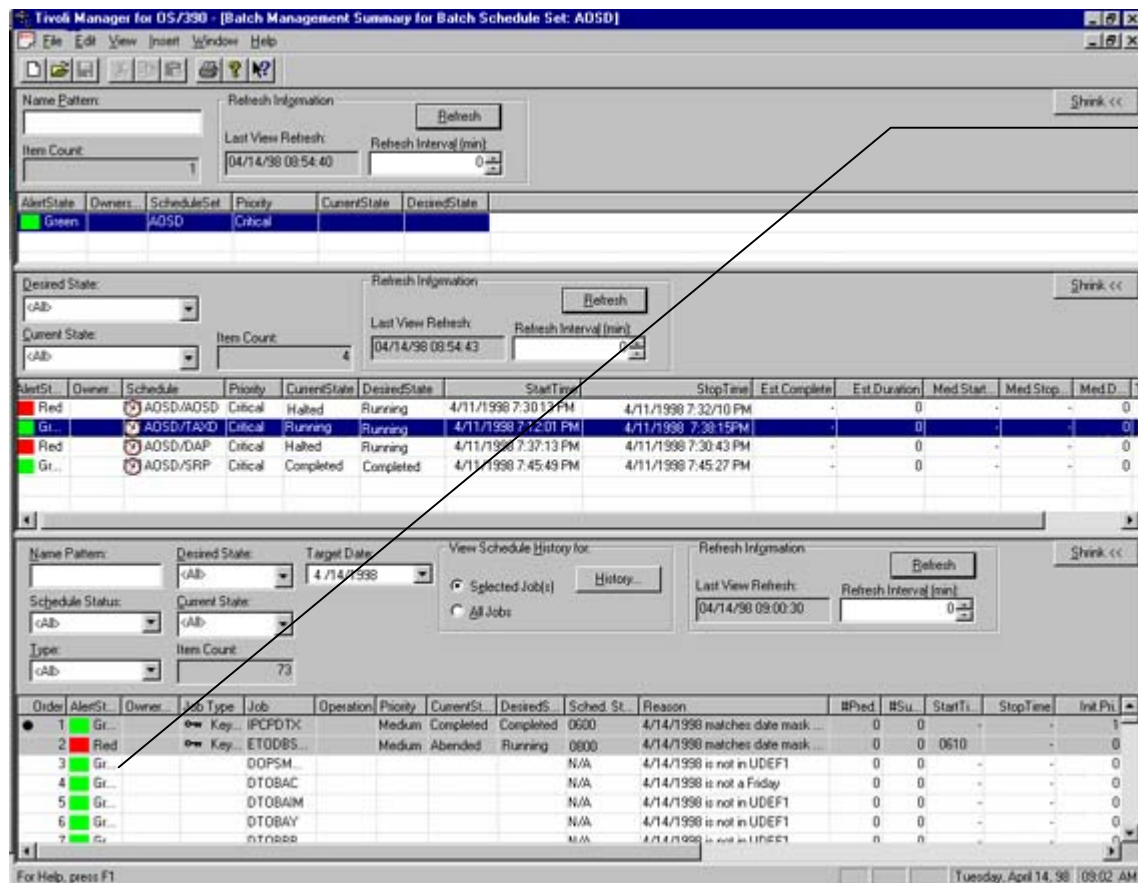 Tivoli Manager for OS/390 - [Batch Management Summary for Batch Schedule Set: AOSD]
File Edit View Insert Window Help
Name Pattern:
Refresh Information
Refresh
Shrink <<
Last View Refresh:
Refresh Interval (min):
Item Count:
1
04/14/98 08:54:40
0
AlertState Owners... ScheduleSet Priority CurrentState DesiredState
Green AOSD Critical
Desired State:
Refresh Information
Refresh
Shrink <<
<All>
Last View Refresh:
Refresh Interval (min):
Current State:
Item Count:
<All>
4
04/14/98 08:54:43
0
AlertSt... Owner... Schedule Priority CurrentState DesiredState StartTime StopTime Est.Complete Est.Duration Med Start... Med Stop... Med.D...
Red AOSD/AOSD Critical Halted Running 4/11/1998 7:30 13 PM 4/11/1998 7:32/10 PM - 0 - - 0
Gr... AOSD/TAXD Critical Running Running 4/11/1998 7:12:01 PM 4/11/1998 7:38:15PM - 0 - - 0
Red AOSD/DAP Critical Halted Running 4/11/1998 7:37:13 PM 4/11/1998 7:30:43 PM - 0 - - 0
Gr... AOSD/SRP Critical Completed Completed 4/11/1998 7:45:49 PM 4/11/1998 7:45:27 PM - 0 - - 0
Name Pattern:
Desired State:
Target Date:
View Schedule History for:
Refresh Information
Refresh
Shrink <<
<All>
4 /14/1998
Selected Job(s)
History...
Last View Refresh:
Refresh Interval (min):
Schedule Status:
Current State:
All Jobs
04/14/98 09:00:30
0
<All>
<All>
Type:
Item Count:
<All>
73
Order AlertSt... Owner... Job Type Job Operation Priority CurrentSt... DesiredS... Sched. St... Reason #Pred. #Su... StartTi... StopTime Init.Pri.
1 Gr... Key... IPCPDTX Medium Completed Completed 0600 4/14/1998 matches date mask ... 0 0 - - 1
2 Red Key... ETODBS... Medium Abended Running 0800 4/14/1998 matches date mask ... 0 0 0610 - 0
3 Gr... DOPSM... N/A 4/14/1998 is not in UDEF1 0 0 - - 0
4 Gr... DTOBAC N/A 4/14/1998 is not a Friday 0 0 - - 0
5 Gr... DTOBAIM N/A 4/14/1998 is not in UDEF1 0 0 - - 0
6 Gr... DTOBAY N/A 4/14/1998 is not in UDEF1 0 0 - - 0
7 Gr... N/A 4/14/1998 is not in UDEF1 0 0 - - 0
For Help, press F1
Tuesday, April 14, 98 09:02 AM